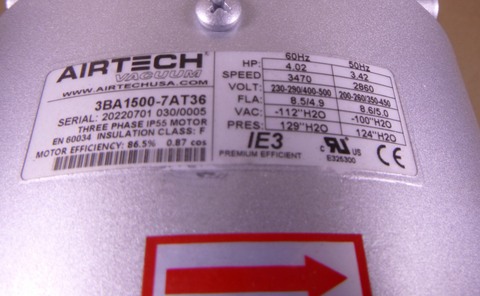 AIRTECH
VACUUM
WWW.AIRTECHUSA.COM
3BA1500-7AT36
SERIAL: 20220701 030/0005
THREE PHASE IP55 MOTOR
EN 60034 INSULATION CLASS: F
MOTOR EFFICIENCY: 86.5% 0.87 cos
60Hz 50Hz
HP: 4.02 3.42
SPEED 3470 2860
VOLT: 230-290/400-500 200-260/350-450
FLA: 8.5/4.9 8.6/5.0
VAC: -112"H2O -100"H2O
PRES: 129"H2O 124"H2O
IE3
PREMIUM EFFICIENT
c US
E325300
CE